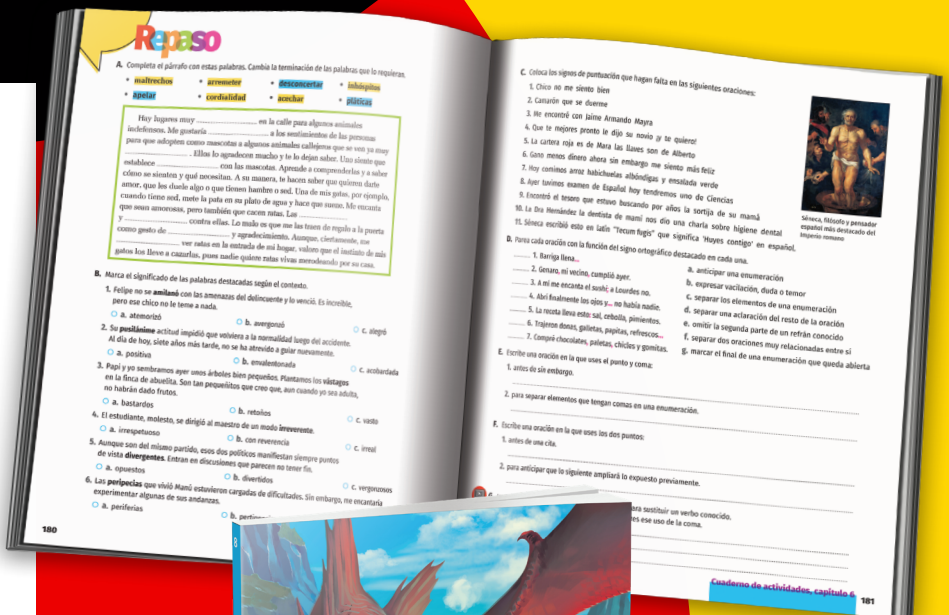 Repaso
A. Completa el párrafo con estas palabras. Cambia la terminación de las palabras que lo requieran.
• maltrechos • arremeter • desconcertar • inhóspitos
• apelar • cordialidad • acechar • pláticas
Hay lugares muy ____________ en la calle para algunos animales
indefensos. Me gustaría ____________ a los sentimientos de las personas
para que adopten como mascotas a algunos animales callejeros que se ven ya muy
____________. Ellos lo agradecen mucho y te lo dejan saber. Uno siente que
establece ____________ con las mascotas. Aprende a comprenderlas y a saber
cómo se sienten y qué necesitan. A su manera, te hacen saber que quieren darte
amor, que les duele algo o que tienen hambre o sed. Una de mis gatas, por ejemplo,
cuando tiene sed, mete la pata en su plato de agua y hace que suene. Me encanta
que sean amorosas, pero también que cacen ratas. Las ____________
y ____________ contra ellas. Lo malo es que me las traen de regalo a la puerta
como gesto de ____________ y agradecimiento. Aunque, ciertamente, me
____________ ver ratas en la entrada de mi hogar, valoro que el instinto de mis
gatos los lleve a cazarlas, pues nadie quiere ratas vivas merodeando por su casa.
B. Marca el significado de las palabras destacadas según el contexto.
1. Felipe no se amilanó con las amenazas del delincuente y lo venció. Es increíble,
pero ese chico no le teme a nada.
a. atemorizó b. avergonzó c. alegró
2. Su pusilánime actitud impidió que volviera a la normalidad luego del accidente.
Al día de hoy, siete años más tarde, no se ha atrevido a guiar nuevamente.
a. positiva b. envalentonada c. acobardada
3. Papi y yo sembramos ayer unos árboles bien pequeños. Plantamos los vástagos
en la finca de abuelita. Son tan pequeñitos que creo que, aun cuando yo sea adulta,
no habrán dado frutos.
a. bastardos b. retoños c. vasto
4. El estudiante, molesto, se dirigió al maestro de un modo irreverente.
a. irrespetuoso b. con reverencia c. irreal
5. Aunque son del mismo partido, esos dos políticos manifiestan siempre puntos
de vista divergentes. Entran en discusiones que parecen no tener fin.
a. opuestos b. divertidos c. vergonzosos
6. Las peripecias que vivió Manú estuvieron cargadas de dificultades. Sin embargo, me encantaría
experimentar algunas de sus andanzas.
a. periferias
180
C. Coloca los signos de puntuación que hagan falta en las siguientes oraciones:
1. Chico no me siento bien
2. Camarón que se duerme
3. Me encontré con Jaime Armando Mayra
4. Que te mejores pronto le dijo su novio ¡y te quiero!
5. La cartera roja es de Mara las llaves son de Alberto
6. Gano menos dinero ahora sin embargo me siento más feliz
7. Hoy comimos arroz habichuelas albóndigas y ensalada verde
8. Ayer tuvimos examen de Español hoy tendremos uno de Ciencias
9. Encontró el tesoro que estuvo buscando por años la sortija de su mamá
10. La Dra Hernández la dentista de mami nos dio una charla sobre higiene dental
11. Séneca escribió esto en latín "Tecum fugis" que significa 'Huyes contigo' en español.
Séneca, filósofo y pensador
español más destacado del
Imperio romano
D. Parea cada oración con la función del signo ortográfico destacado en cada una.
_____ 1. Barriga llena...
_____ 2. Genaro, mi vecino, cumplió ayer.
_____ 3. A mí me encanta el sushi; a Lourdes no.
_____ 4. Abrí finalmente los ojos y... no había nadie.
_____ 5. La receta lleva esto: sal, cebolla, pimientos.
_____ 6. Trajeron donas, galletas, papitas, refrescos...
_____ 7. Compré chocolates, paletas, chicles y gomitas.
a. anticipar una enumeración
b. expresar vacilación, duda o temor
c. separar los elementos de una enumeración
d. separar una aclaración del resto de la oración
e. omitir la segunda parte de un refrán conocido
f. separar dos oraciones muy relacionadas entre sí
g. marcar el final de una enumeración que queda abierta
E. Escribe una oración en la que uses el punto y coma:
1. antes de sin embargo.
2. para separar elementos que tengan comas en una enumeración.
F. Escribe una oración en la que uses los dos puntos:
1. antes de una cita.
2. para anticipar que lo siguiente ampliará lo expuesto previamente.
para sustituir un verbo conocido.
ese uso de la coma.
Cuaderno de actividades, capítulo 6
181
8